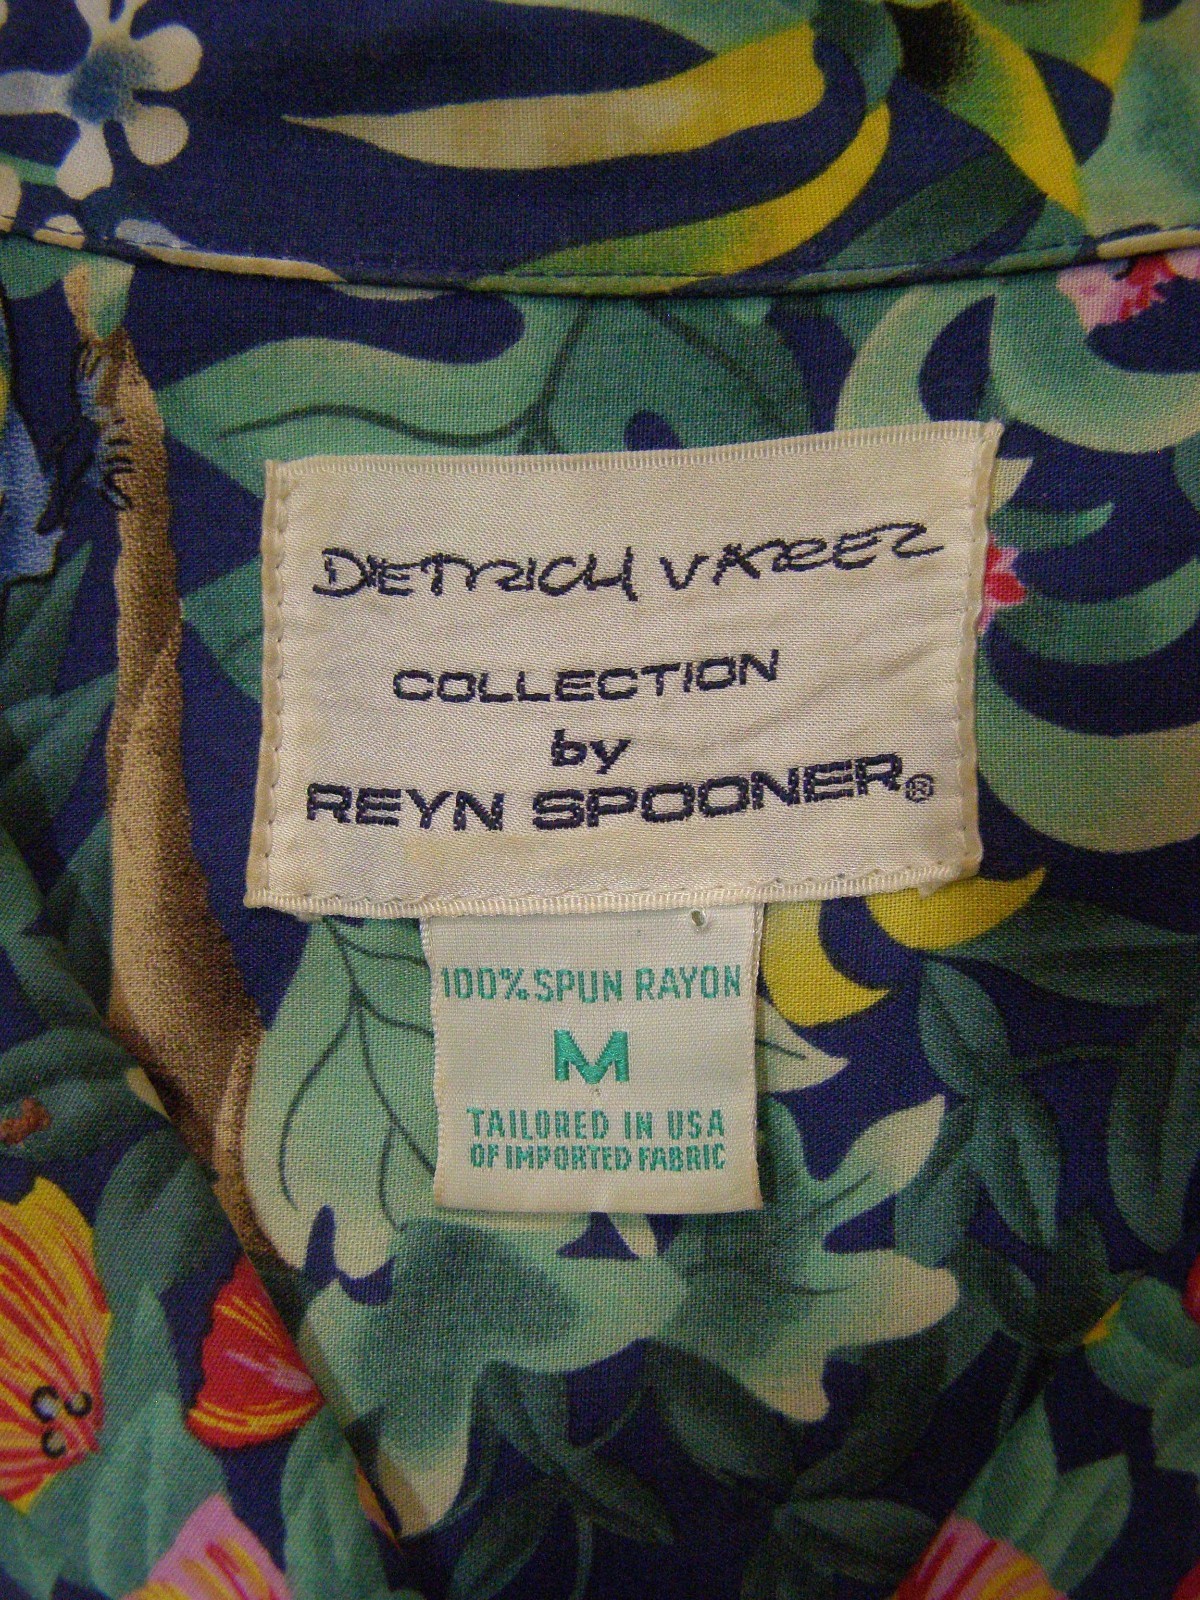 DIETRICH VAREZ
COLLECTION
by
REYN SPOONER®
100% SPUN RAYON
M
TAILORED IN USA
OF IMPORTED FABRIC